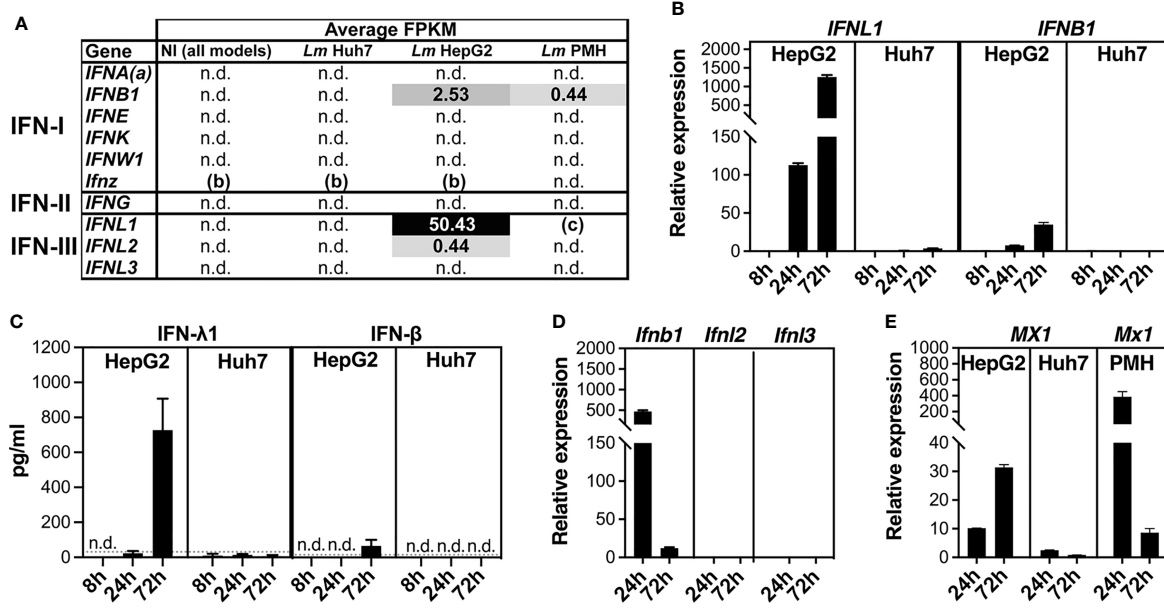 A
Average FPKM
Gene NI (all models) Lm Huh7 Lm HepG2 Lm PMH
IFN-I
IFNA(a) n.d. n.d. n.d. n.d.
IFNB1 n.d. n.d. 2.53 0.44
IFNE n.d. n.d. n.d. n.d.
IFNK n.d. n.d. n.d. n.d.
IFNW1 n.d. n.d. n.d. n.d.
Ifnz (b) (b) (b) n.d.
IFN-II
IFNG n.d. n.d. n.d. n.d.
IFN-III
IFNL1 n.d. n.d. 50.43 (c)
IFNL2 n.d. n.d. 0.44 n.d.
IFNL3 n.d. n.d. n.d. n.d.
B
IFNL1 IFNB1
HepG2 Huh7 HepG2 Huh7
Relative expression
2000
1500
1000
500
150
100
50
0
8h 24h 72h 8h 24h 72h 8h 24h 72h 8h 24h 72h
C
IFN-λ1 IFN-β
HepG2 Huh7 HepG2 Huh7
pg/ml
1200
1000
800
600
400
200
0
n.d. n.d. n.d. n.d. n.d. n.d.
8h 24h 72h 8h 24h 72h 8h 24h 72h 8h 24h 72h
D
Ifnb1 Ifnl2 Ifnl3
Relative expression
2000
1500
1000
500
150
100
50
0
24h 72h 24h 72h 24h 72h
E
MX1 Mx1
HepG2 Huh7 PMH
Relative expression
1000
800
600
400
200
40
30
20
10
0
24h 72h 24h 72h 24h 72h